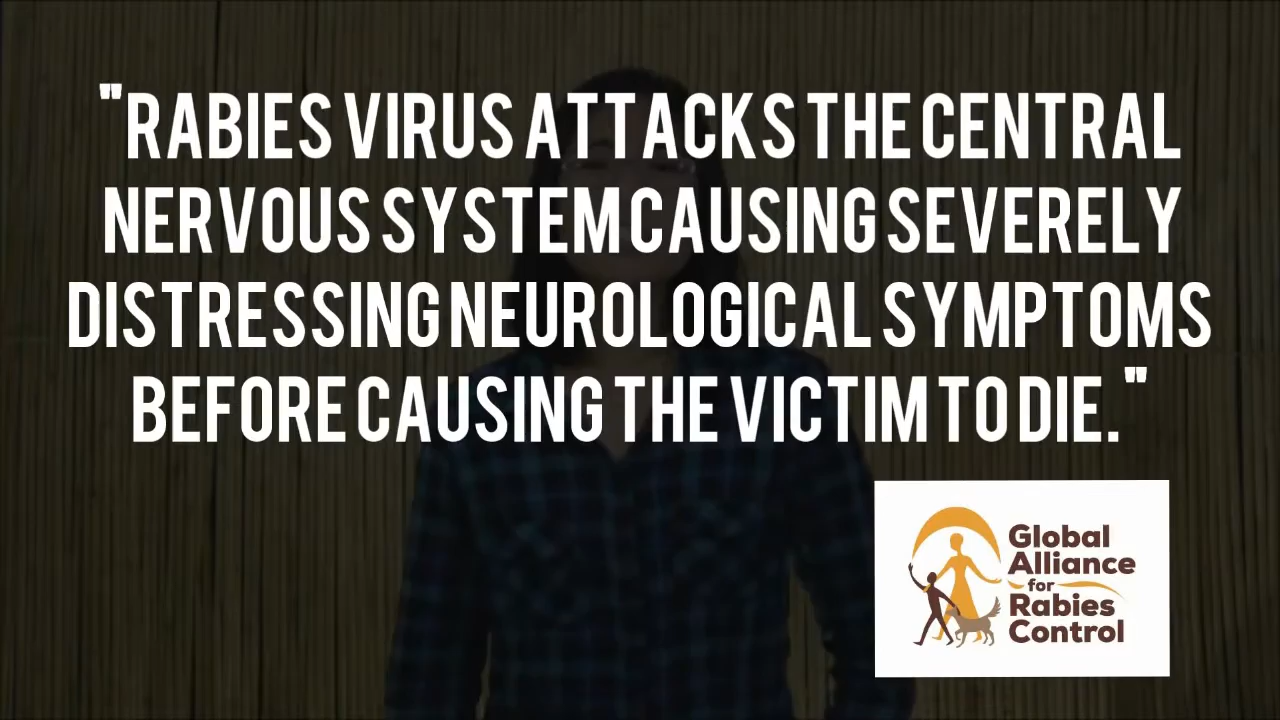 "RABIES VIRUS ATTACKS THE CENTRAL
NERVOUS SYSTEM CAUSING SEVERELY
DISTRESSING NEUROLOGICAL SYMPTOMS
BEFORE CAUSING THE VICTIM TO DIE."
Global
Alliance
for
Rabies
Control